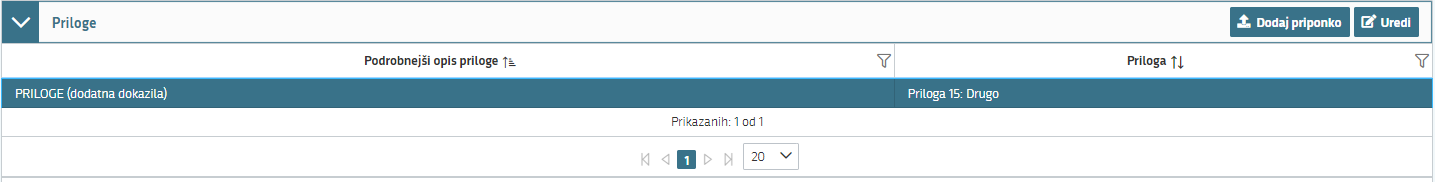 Priloge
Dodaj priponko
Uredi
Podrobnejši opis priloge
Priloga
PRILOGE (dodatna dokazila)
Priloga 15: Drugo
Prikazanih: 1 od 1
1
20